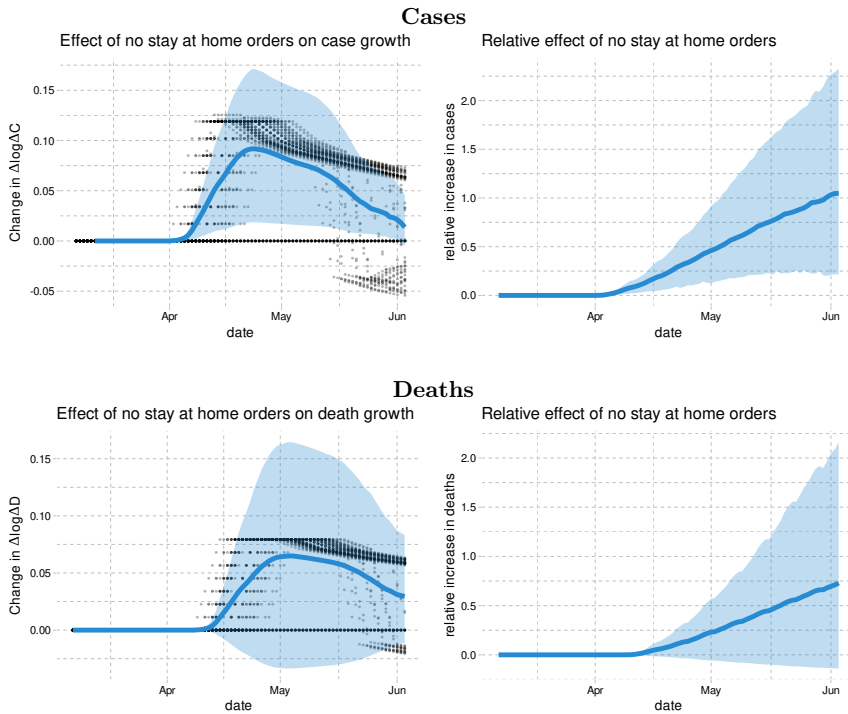 Cases
Effect of no stay at home orders on case growth
Change in ΔlogΔC
0.15
0.10
0.05
0.00
-0.05
Apr
May
Jun
date
Relative effect of no stay at home orders
relative increase in cases
2.0
1.5
1.0
0.5
0.0
Apr
May
Jun
date
Deaths
Effect of no stay at home orders on death growth
Change in ΔlogΔD
0.15
0.10
0.05
0.00
Apr
May
Jun
date
Relative effect of no stay at home orders
relative increase in deaths
2.0
1.5
1.0
0.5
0.0
Apr
May
Jun
date